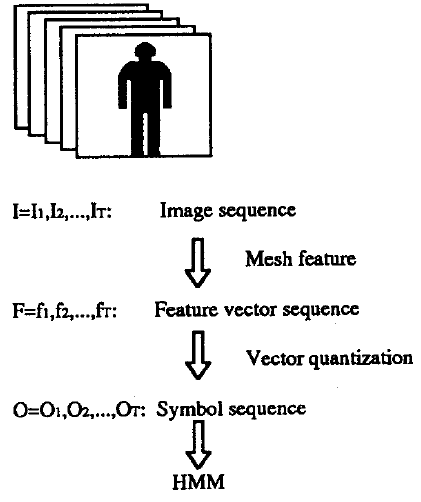 I=I1,I2,...,IT: Image sequence
Mesh feature
F=f1,f2,...,fT: Feature vector sequence
Vector quantization
O=O1,O2,...,OT: Symbol sequence
HMM